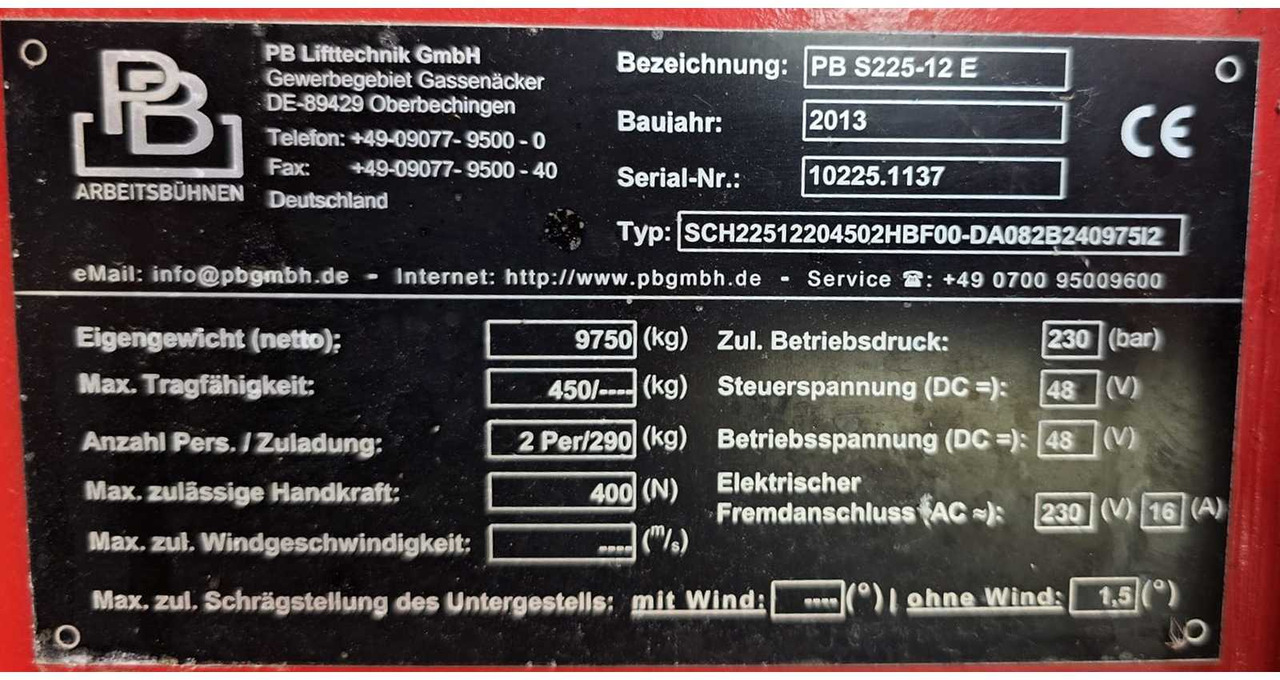 PB
ARBEITSBÜHNEN
PB Lifttechnik GmbH
Gewerbegebiet Gassenäcker
DE-89429 Oberbechingen
Telefon: +49-09077- 9500 - 0
Fax: +49-09077- 9500 - 40
Deutschland
Bezeichnung: PB S225-12 E
Baujahr: 2013
Serial-Nr.: 10225.1137
CE
Typ: SCH22512204502HBF00-DA082B240975I2
eMail: info@pbgmbh.de - Internet: http://www.pbgmbh.de - Service ☎: +49 0700 95009600
Eigengewicht (netto): 9750 (kg)
Max. Tragfähigkeit: 450/---- (kg)
Anzahl Pers. / Zuladung: 2 Per/290 (kg)
Max. zulässige Handkraft: 400 (N)
Max. zul. Windgeschwindigkeit: ---- (m/s)
Zul. Betriebsdruck: 230 (bar)
Steuerspannung (DC =): 48 (V)
Betriebsspannung (DC =): 48 (V)
Elektrischer
Fremdanschluss (AC ≈): 230 (V) 16 (A)
Max. zul. Schrägstellung des Untergestells: mit Wind: ---- (°) | ohne Wind: 1,5 (°)